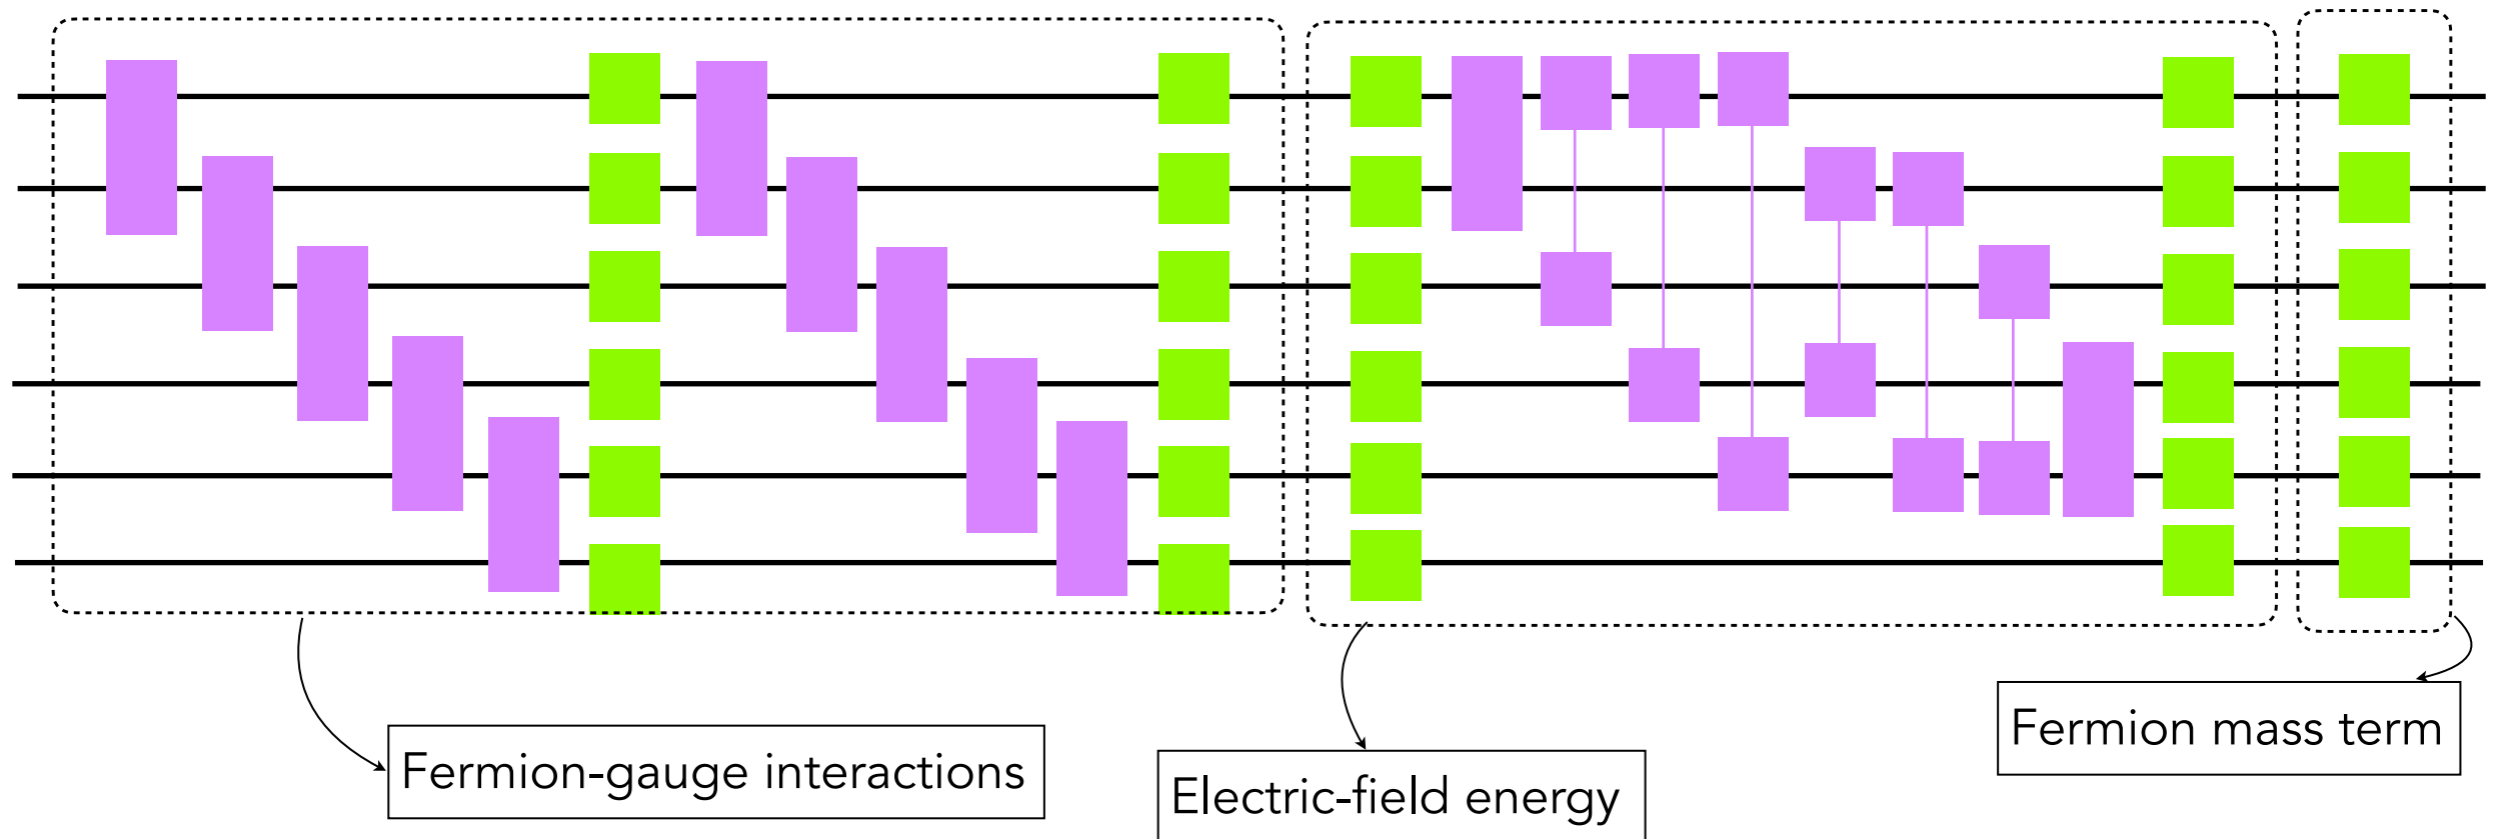 Fermion-gauge interactions
Electric-field energy
Fermion mass term